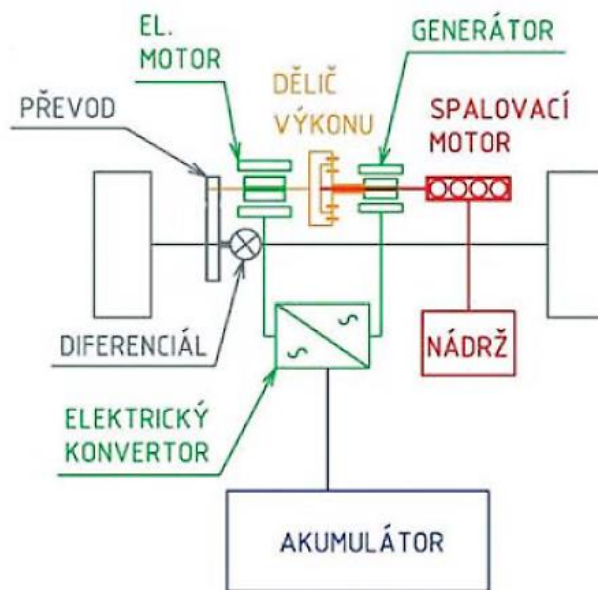 EL.
MOTOR
GENERÁTOR
DĚLIČ
VÝKONU
PŘEVOD
SPALOVACÍ
MOTOR
DIFERENCIÁL
NÁDRŽ
ELEKTRICKÝ
KONVERTOR
AKUMULÁTOR